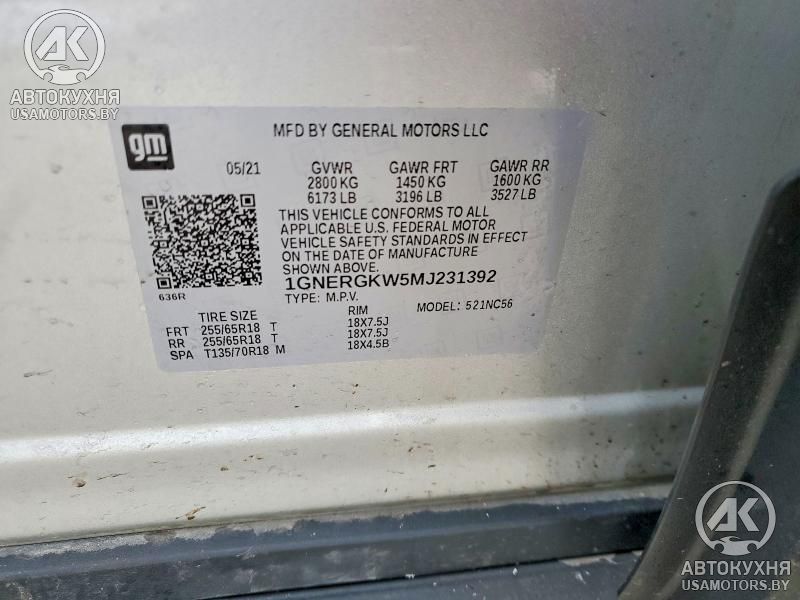 АК
АВТОКУХНЯ
USAMOTORS.BY
gm
MFD BY GENERAL MOTORS LLC
05/21 GVWR GAWR FRT GAWR RR
2800 KG 1450 KG 1600 KG
6173 LB 3196 LB 3527 LB
THIS VEHICLE CONFORMS TO ALL
APPLICABLE U.S. FEDERAL MOTOR
VEHICLE SAFETY STANDARDS IN EFFECT
ON THE DATE OF MANUFACTURE
SHOWN ABOVE.
636R
1GNERGKW5MJ231392
TYPE: M.P.V. MODEL: 521NC56
TIRE SIZE RIM
FRT 255/65R18 T 18X7.5J
RR 255/65R18 T 18X7.5J
SPA T135/70R18 M 18X4.5B
АК
АВТОКУХНЯ
USAMOTORS.BY